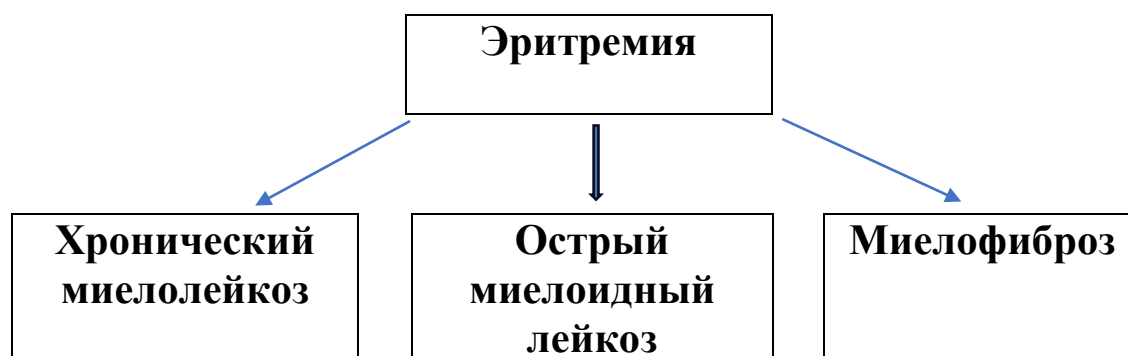 Эритремия
Хронический
миелолейкоз
Острый
миелоидный
лейкоз
Миелофиброз